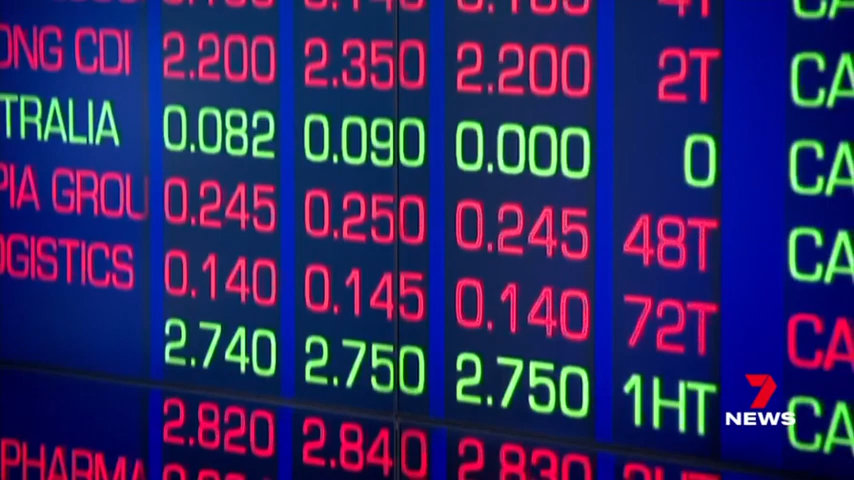 ONG CDI 2.200 2.350 2.200 2T CA
TRALIA 0.082 0.090 0.000 0 CA
PIA GROU 0.245 0.250 0.245 48T CA
OGISTICS 0.140 0.145 0.140 72T CA
2.740 2.750 2.750 1HT CA
2.820 2.840 2.830
PHARMA
7
NEWS